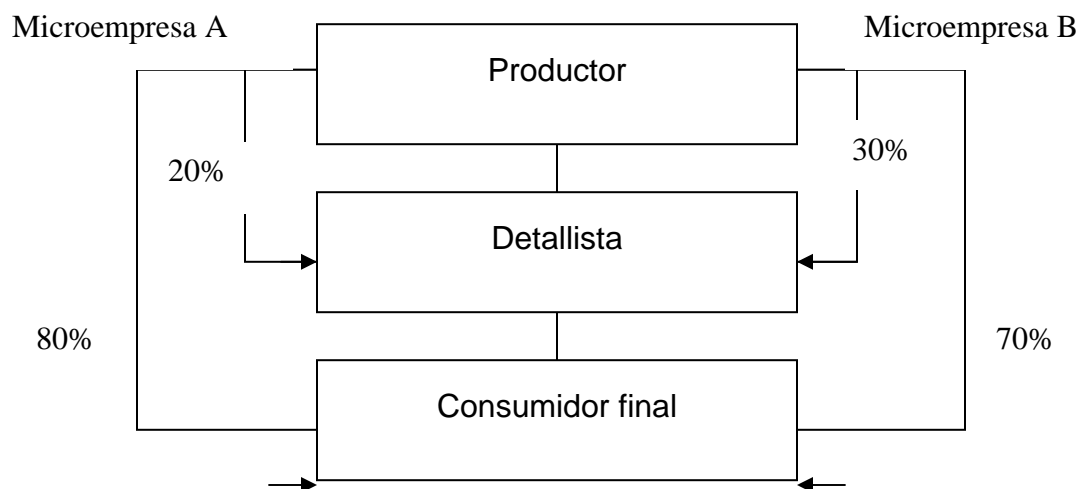 Microempresa A
Microempresa B
Productor
20%
30%
Detallista
80%
70%
Consumidor final